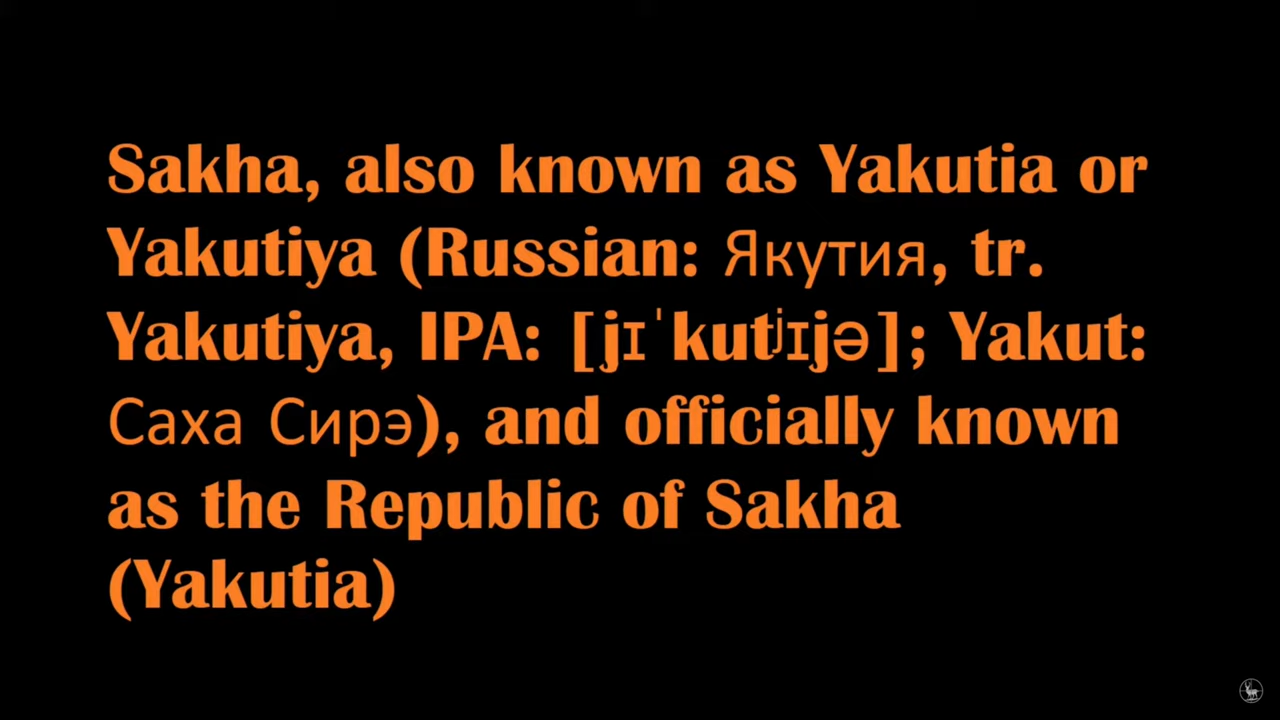 Sakha, also known as Yakutia or
Yakutiya (Russian: Якутия, tr.
Yakutiya, IPA: [jɪˈkutʲɪjə]; Yakut:
Саха Сирэ), and officially known
as the Republic of Sakha
(Yakutia)